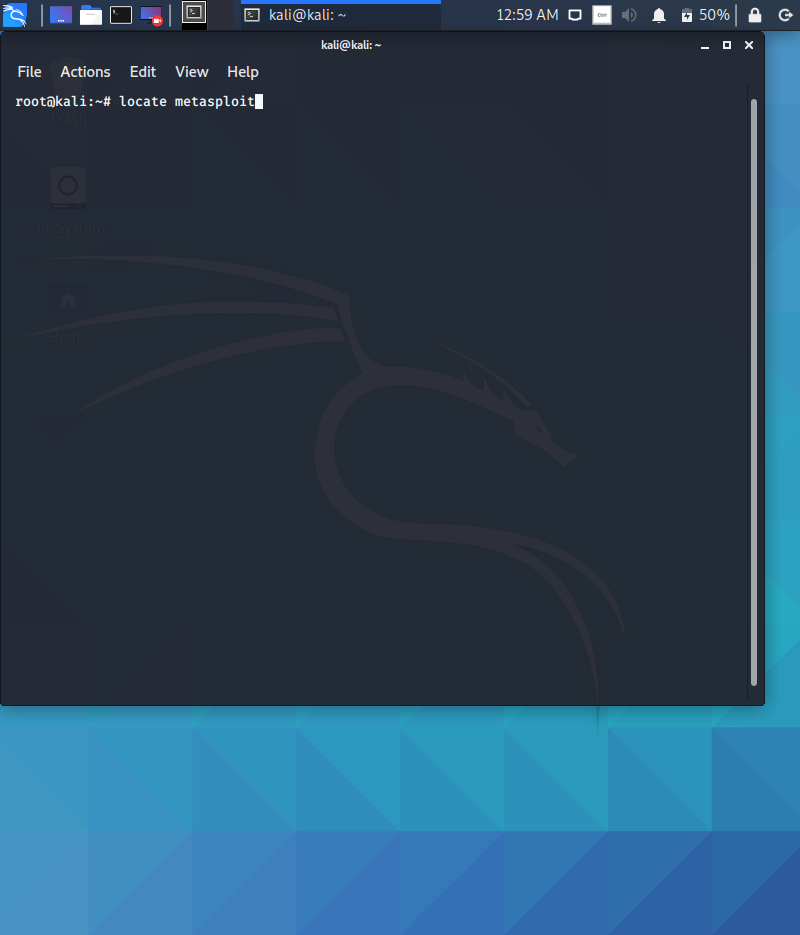 kali@kali: ~
12:59 AM
Ctrl
50%
kali@kali: ~
File Actions Edit View Help
root@kali:~# locate metasploit
Trash
File System
Home